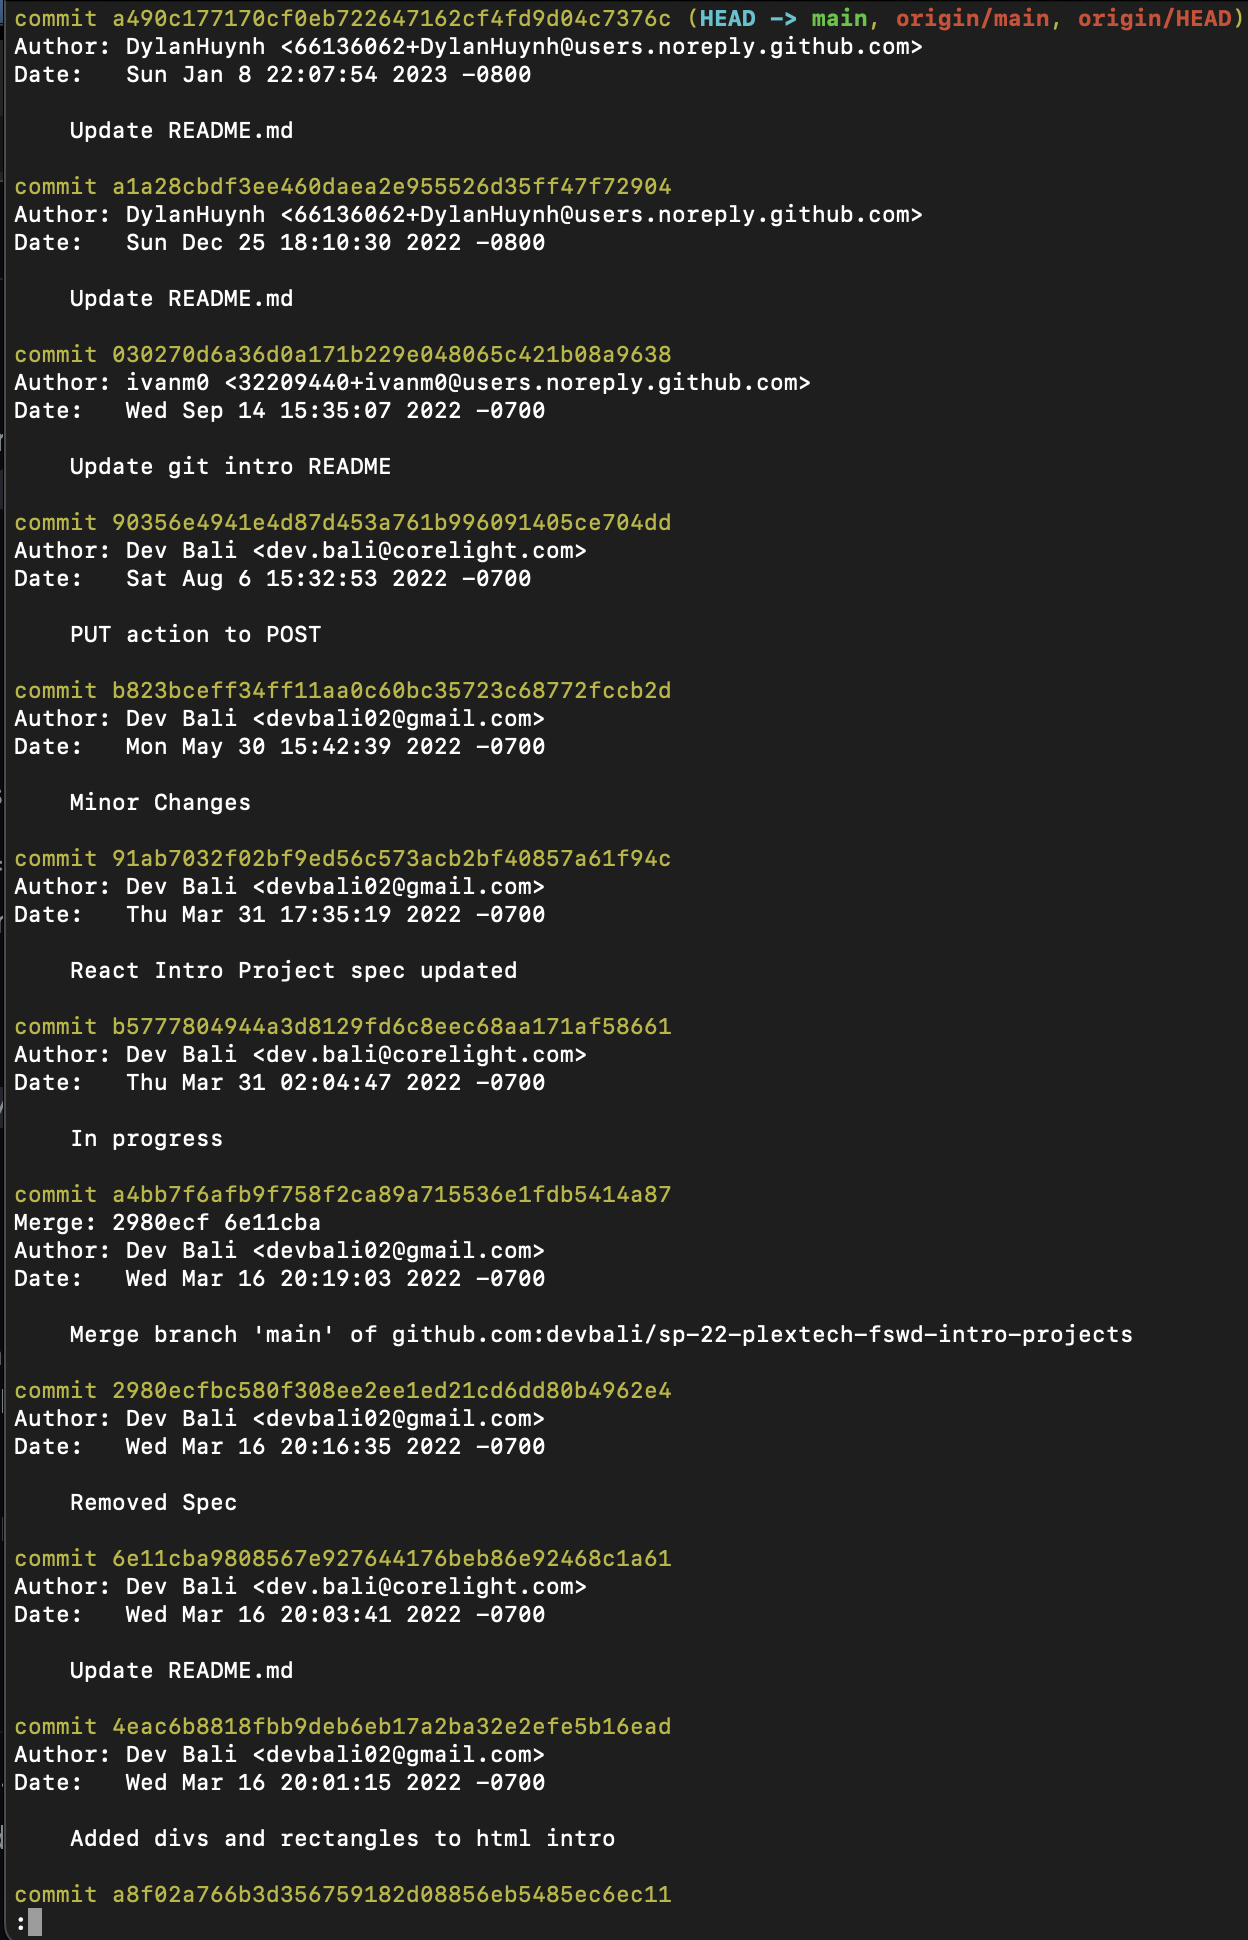 commit a490c177170cf0eb722647162cf4fd9d04c7376c (HEAD -> main, origin/main, origin/HEAD)
Author: DylanHuynh <66136062+DylanHuynh@users.noreply.github.com>
Date:   Sun Jan 8 22:07:54 2023 -0800

    Update README.md

commit a1a28cbdf3ee460daea2e955526d35ff47f72904
Author: DylanHuynh <66136062+DylanHuynh@users.noreply.github.com>
Date:   Sun Dec 25 18:10:30 2022 -0800

    Update README.md

commit 030270d6a36d0a171b229e048065c421b08a9638
Author: ivanm0 <32209440+ivanm0@users.noreply.github.com>
Date:   Wed Sep 14 15:35:07 2022 -0700

    Update git intro README

commit 90356e4941e4d87d453a761b996091405ce704dd
Author: Dev Bali <dev.bali@corelight.com>
Date:   Sat Aug 6 15:32:53 2022 -0700

    PUT action to POST

commit b823bceff34ff11aa0c60bc35723c68772fccb2d
Author: Dev Bali <devbali02@gmail.com>
Date:   Mon May 30 15:42:39 2022 -0700

    Minor Changes

commit 91ab7032f02bf9ed56c573acb2bf40857a61f94c
Author: Dev Bali <devbali02@gmail.com>
Date:   Thu Mar 31 17:35:19 2022 -0700

    React Intro Project spec updated

commit b5777804944a3d8129fd6c8eec68aa171af58661
Author: Dev Bali <dev.bali@corelight.com>
Date:   Thu Mar 31 02:04:47 2022 -0700

    In progress

commit a4bb7f6afb9f758f2ca89a715536e1fdb5414a87
Merge: 2980ecf 6e11cba
Author: Dev Bali <devbali02@gmail.com>
Date:   Wed Mar 16 20:19:03 2022 -0700

    Merge branch 'main' of github.com:devbali/sp-22-plextech-fswd-intro-projects

commit 2980ecfbc580f308ee2ee1ed21cd6dd80b4962e4
Author: Dev Bali <devbali02@gmail.com>
Date:   Wed Mar 16 20:16:35 2022 -0700

    Removed Spec

commit 6e11cba9808567e927644176beb86e92468c1a61
Author: Dev Bali <dev.bali@corelight.com>
Date:   Wed Mar 16 20:03:41 2022 -0700

    Update README.md

commit 4eac6b8818fbb9deb6eb17a2ba32e2efe5b16ead
Author: Dev Bali <devbali02@gmail.com>
Date:   Wed Mar 16 20:01:15 2022 -0700

    Added divs and rectangles to html intro

commit a8f02a766b3d356759182d08856eb5485ec6ec11
: